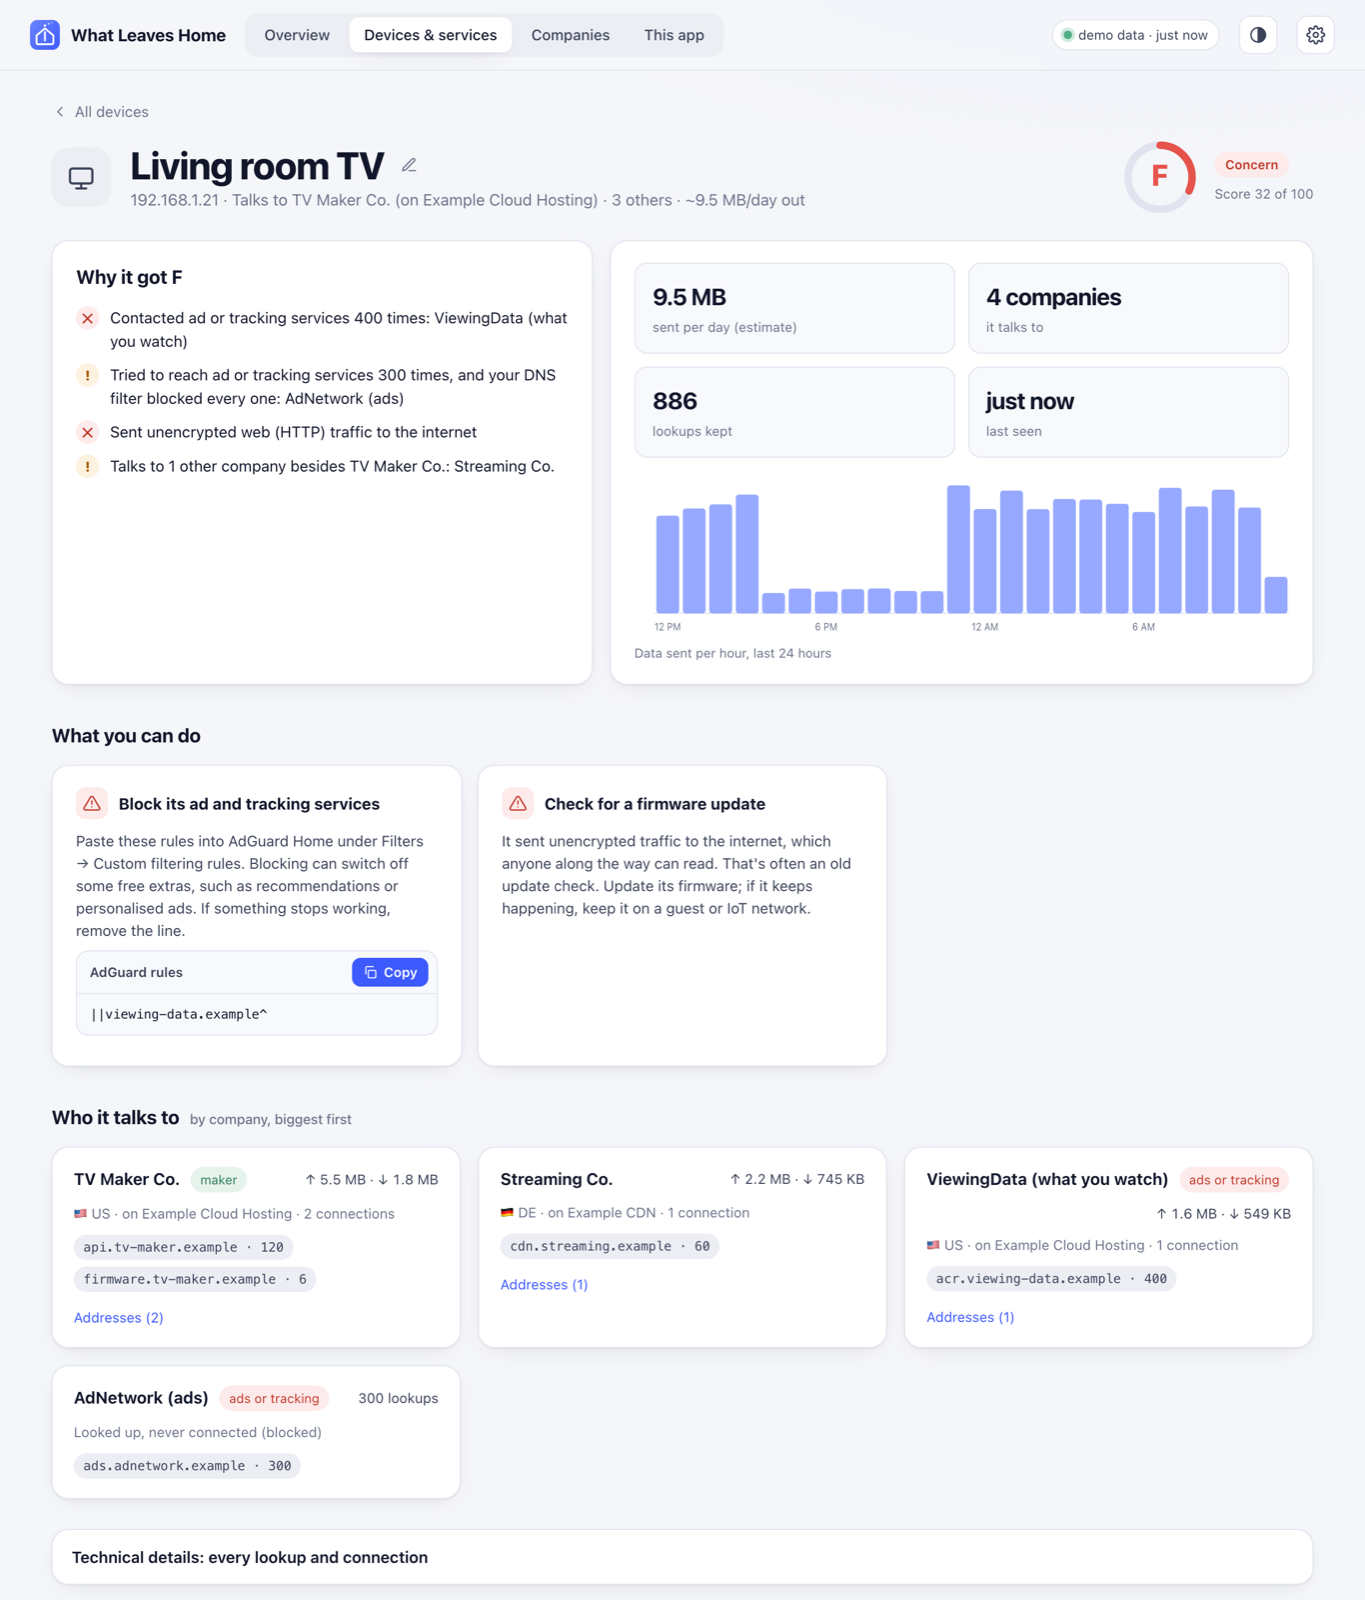 What Leaves Home
Overview
Devices & services
Companies
This app
demo data · just now
All devices
Living room TV
192.168.1.21 · Talks to TV Maker Co. (on Example Cloud Hosting) · 3 others · ~9.5 MB/day out
F
Concern
Score 32 of 100
Why it got F
Contacted ad or tracking services 400 times: ViewingData (what
you watch)
! Tried to reach ad or tracking services 300 times, and your DNS
filter blocked every one: AdNetwork (ads)
Sent unencrypted web (HTTP) traffic to the internet
! Talks to 1 other company besides TV Maker Co.: Streaming Co.
9.5 MB
sent per day (estimate)
4 companies
it talks to
886
lookups kept
just now
last seen
12 PM
6 PM
12 AM
6 AM
Data sent per hour, last 24 hours
What you can do
Block its ad and tracking services
Paste these rules into AdGuard Home under Filters
→ Custom filtering rules. Blocking can switch off
some free extras, such as recommendations or
personalised ads. If something stops working,
remove the line.
AdGuard rules
Copy
||viewing-data.example^
Check for a firmware update
It sent unencrypted traffic to the internet, which
anyone along the way can read. That's often an old
update check. Update its firmware; if it keeps
happening, keep it on a guest or IoT network.
Who it talks to
by company, biggest first
TV Maker Co.
maker
↑ 5.5 MB · ↓ 1.8 MB
US · on Example Cloud Hosting · 2 connections
api.tv-maker.example · 120
firmware.tv-maker.example · 6
Addresses (2)
Streaming Co.
↑ 2.2 MB · ↓ 745 KB
DE · on Example CDN · 1 connection
cdn.streaming.example · 60
Addresses (1)
ViewingData (what you watch)
ads or tracking
↑ 1.6 MB · ↓ 549 KB
US · on Example Cloud Hosting · 1 connection
acr.viewing-data.example · 400
Addresses (1)
AdNetwork (ads)
ads or tracking
300 lookups
Looked up, never connected (blocked)
ads.adnetwork.example · 300
Technical details: every lookup and connection